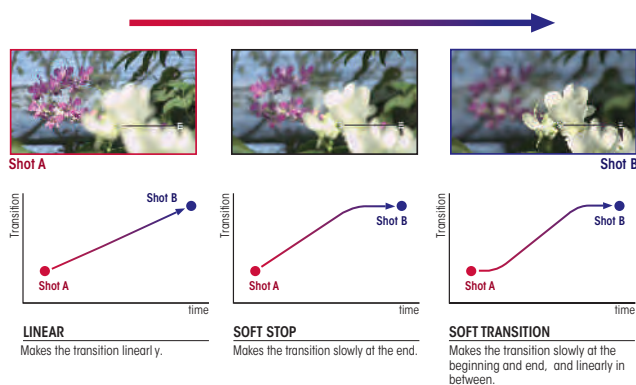 Shot A
Shot B
Transition
Shot B
Shot A
time
Transition
Shot B
Shot A
time
Transition
Shot B
Shot A
time
LINEAR
Makes the transition linearl y.
SOFT STOP
Makes the transition slowly at the end.
SOFT TRANSITION
Makes the transition slowly at the
beginning and end, and linearly in
between.